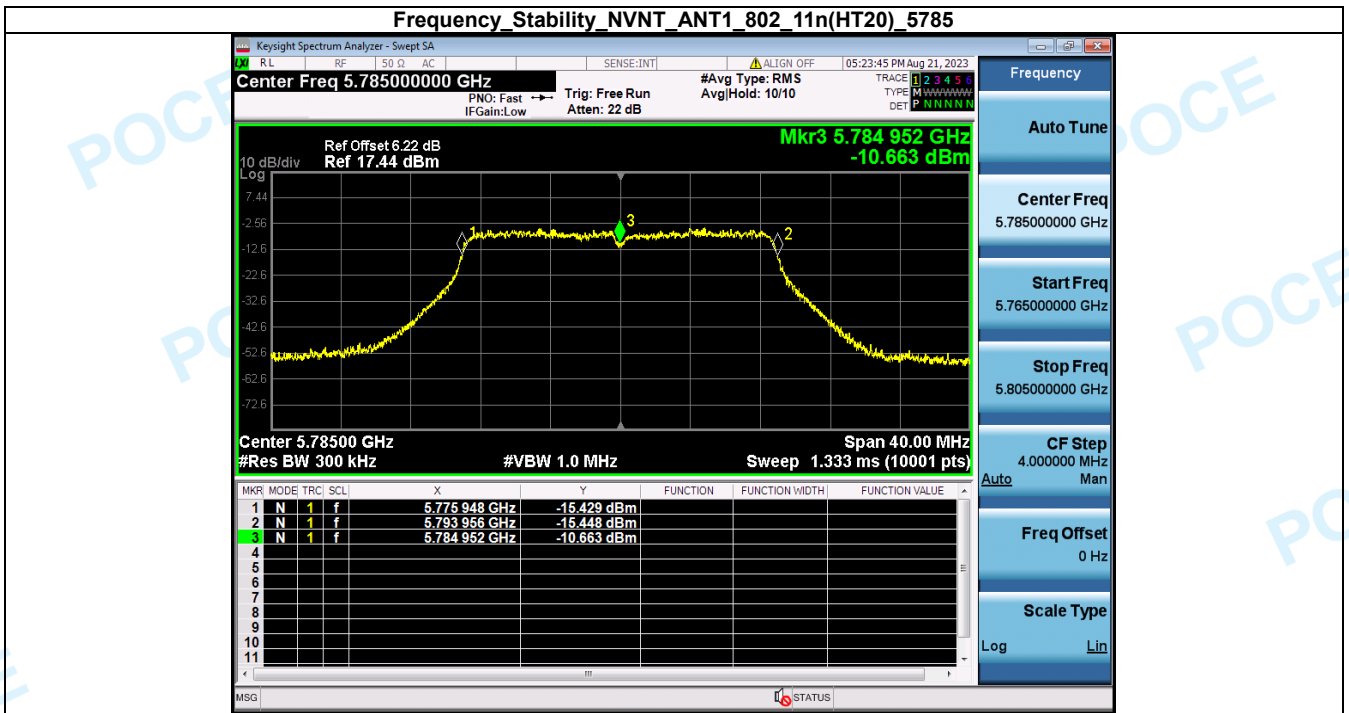 Frequency_Stability_NVNT_ANT1_802_11n(HT20)_5785
Keysight Spectrum Analyzer - Swept SA
LXI RL RF 50 Ω AC SENSE:INT ALIGN OFF 05:23:45 PM Aug 21, 2023
Center Freq 5.785000000 GHz
PNO: Fast
IFGain:Low
Trig: Free Run
Atten: 22 dB
#Avg Type: RMS
Avg|Hold: 10/10
TRACE 1 2 3 4 5 6
TYPE M W W W W W
DET P N N N N N
Mkr3 5.784 952 GHz
-10.663 dBm
Ref Offset 6.22 dB
10 dB/div Ref 17.44 dBm
Log
7.44
-2.56
-12.6
-22.6
-32.6
-42.6
-52.6
-62.6
-72.6
1
3
2
Center 5.78500 GHz Span 40.00 MHz
#Res BW 300 kHz #VBW 1.0 MHz Sweep 1.333 ms (10001 pts)
MKR MODE TRC SCL X Y FUNCTION FUNCTION WIDTH FUNCTION VALUE
1 N 1 f 5.775 948 GHz -15.429 dBm
2 N 1 f 5.793 956 GHz -15.448 dBm
3 N 1 f 5.784 952 GHz -10.663 dBm
4
5
6
7
8
9
10
11
MSG STATUS
Frequency
Auto Tune
Center Freq
5.785000000 GHz
Start Freq
5.765000000 GHz
Stop Freq
5.805000000 GHz
CF Step
4.000000 MHz
Auto Man
Freq Offset
0 Hz
Scale Type
Log Lin
POCE
POCE
POCE